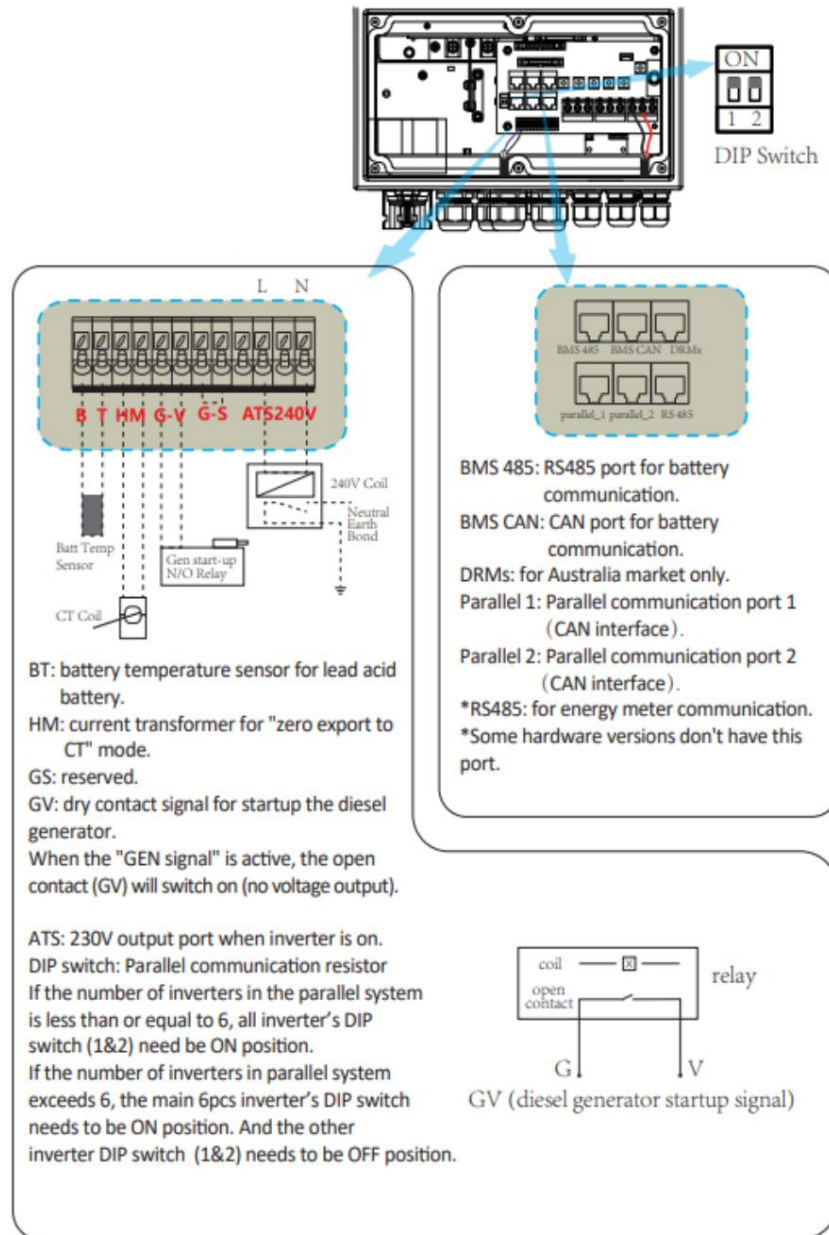 ON
1 2
DIP Switch
L N
B T HM G-V G-S ATS240V
240V Coil
Neutral
Earth
Bond
Batt Temp
Sensor
Gen start-up
N/O Relay
CT Coil
BT: battery temperature sensor for lead acid
battery.
HM: current transformer for "zero export to
CT" mode.
GS: reserved.
GV: dry contact signal for startup the diesel
generator.
When the "GEN signal" is active, the open
contact (GV) will switch on (no voltage output).
ATS: 230V output port when inverter is on.
DIP switch: Parallel communication resistor
If the number of inverters in the parallel system
is less than or equal to 6, all inverter's DIP
switch (1&2) need be ON position.
If the number of inverters in parallel system
exceeds 6, the main 6pcs inverter's DIP switch
needs to be ON position. And the other
inverter DIP switch (1&2) needs to be OFF position.
BMS 485 BMS CAN DRMs
parallel_1 parallel_2 RS 485
BMS 485: RS485 port for battery
communication.
BMS CAN: CAN port for battery
communication.
DRMs: for Australia market only.
Parallel 1: Parallel communication port 1
(CAN interface).
Parallel 2: Parallel communication port 2
(CAN interface).
*RS485: for energy meter communication.
*Some hardware versions don't have this
port.
coil
open
contact
relay
G V
GV (diesel generator startup signal)